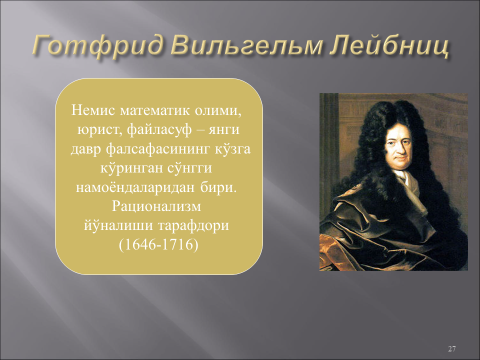 Готфрид Вильгельм Лейбниц
Немис математик олими,
юрист, файласуф – янги
давр фалсафасининг кўзга
кўринган сўнгги
намоёндаларидан бири.
Рационализм
йўналиши тарафдори
(1646-1716)
27